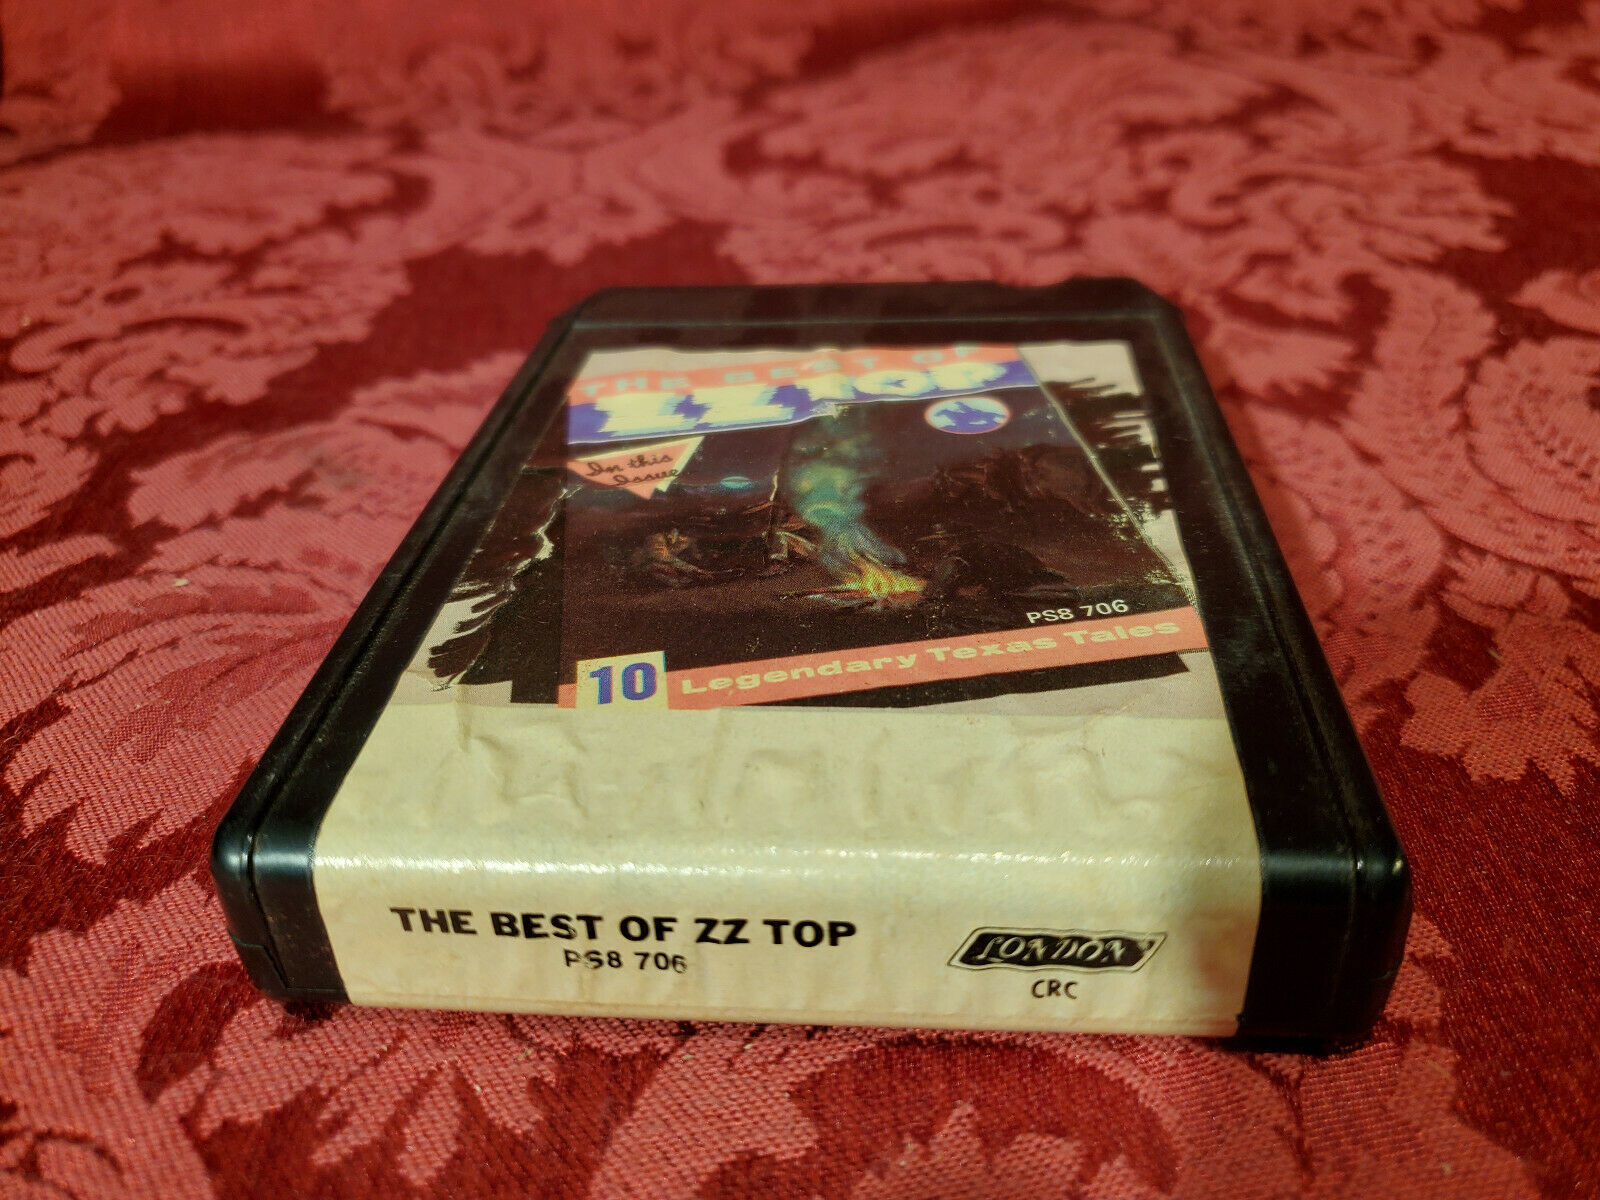 THE BEST OF
ZZ TOP
In this
Issue
PS8 706
10 Legendary Texas Tales
THE BEST OF ZZ TOP
PS8 706
LONDON
CRC